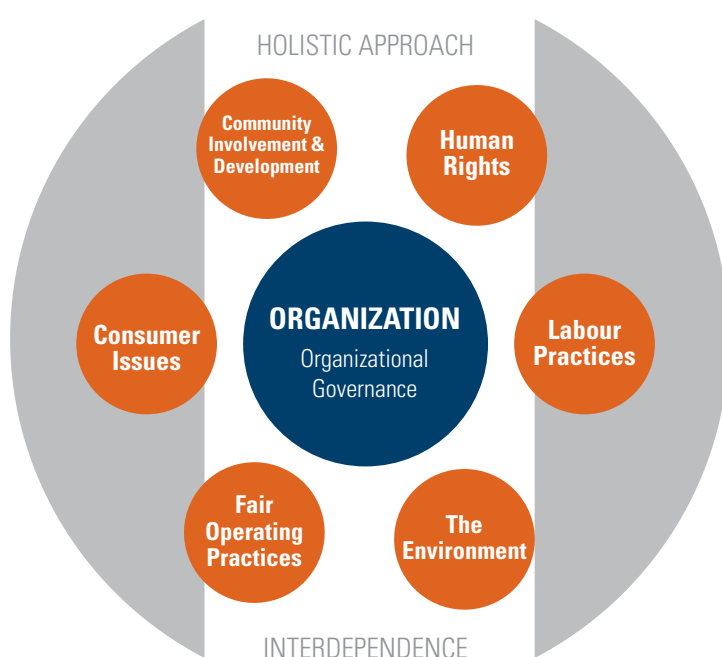 HOLISTIC APPROACH
Community
Involvement &
Development
Human
Rights
ORGANIZATION
Organizational
Governance
Consumer
Issues
Labour
Practices
Fair
Operating
Practices
The
Environment
INTERDEPENDENCE